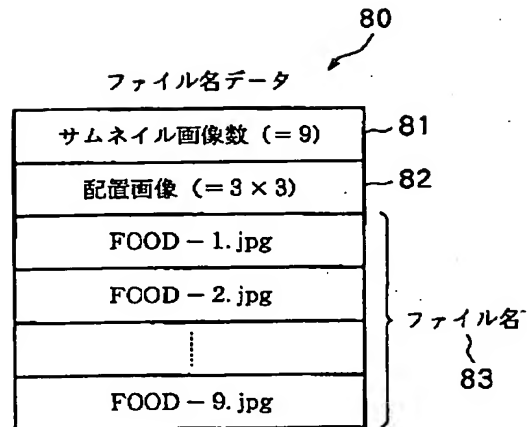 80
ファイル名データ
サムネイル画像数 (=9) 81
配置画像 (=3×3) 82
FOOD-1.jpg
FOOD-2.jpg
ファイル名
83
FOOD-9.jpg